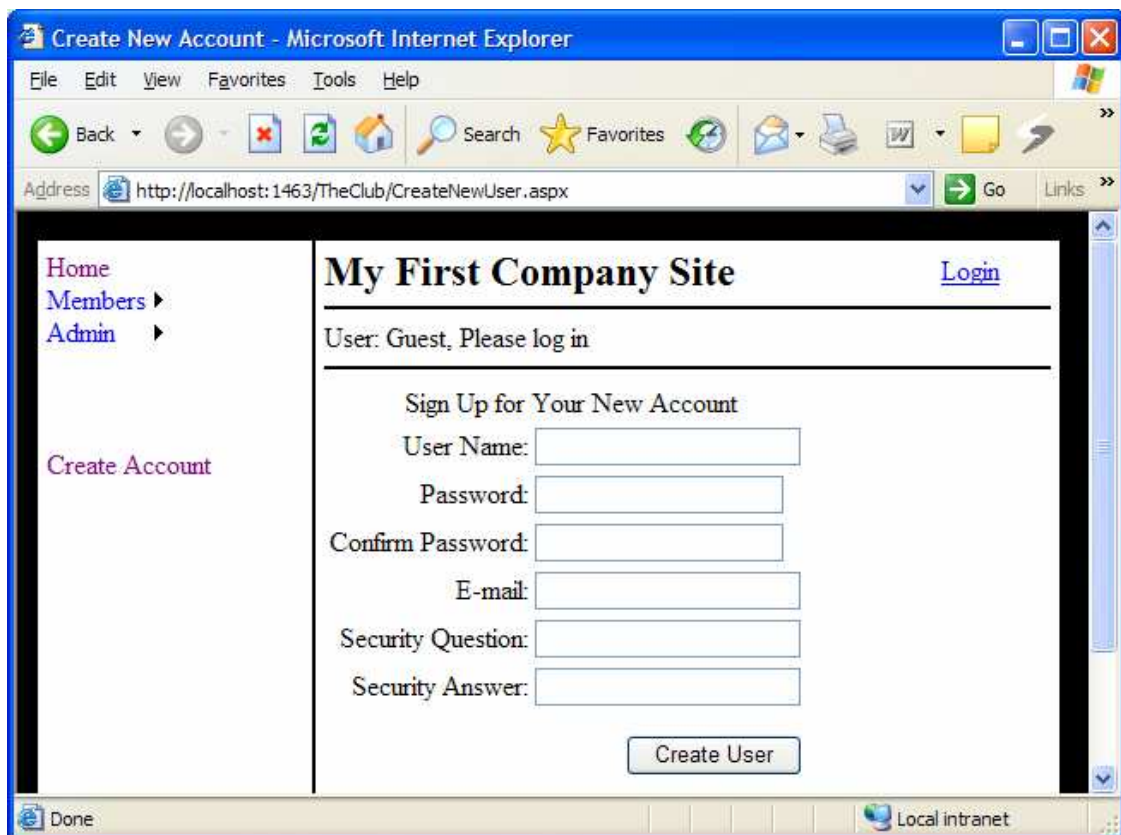 Create New Account - Microsoft Internet Explorer
File Edit View Favorites Tools Help
Back Search Favorites »
Address http://localhost:1463/TheClub/CreateNewUser.aspx Go Links »
Home
Members
Admin
Create Account
My First Company Site Login
User: Guest, Please log in
Sign Up for Your New Account
User Name:
Password:
Confirm Password:
E-mail:
Security Question:
Security Answer:
Create User
Done Local intranet